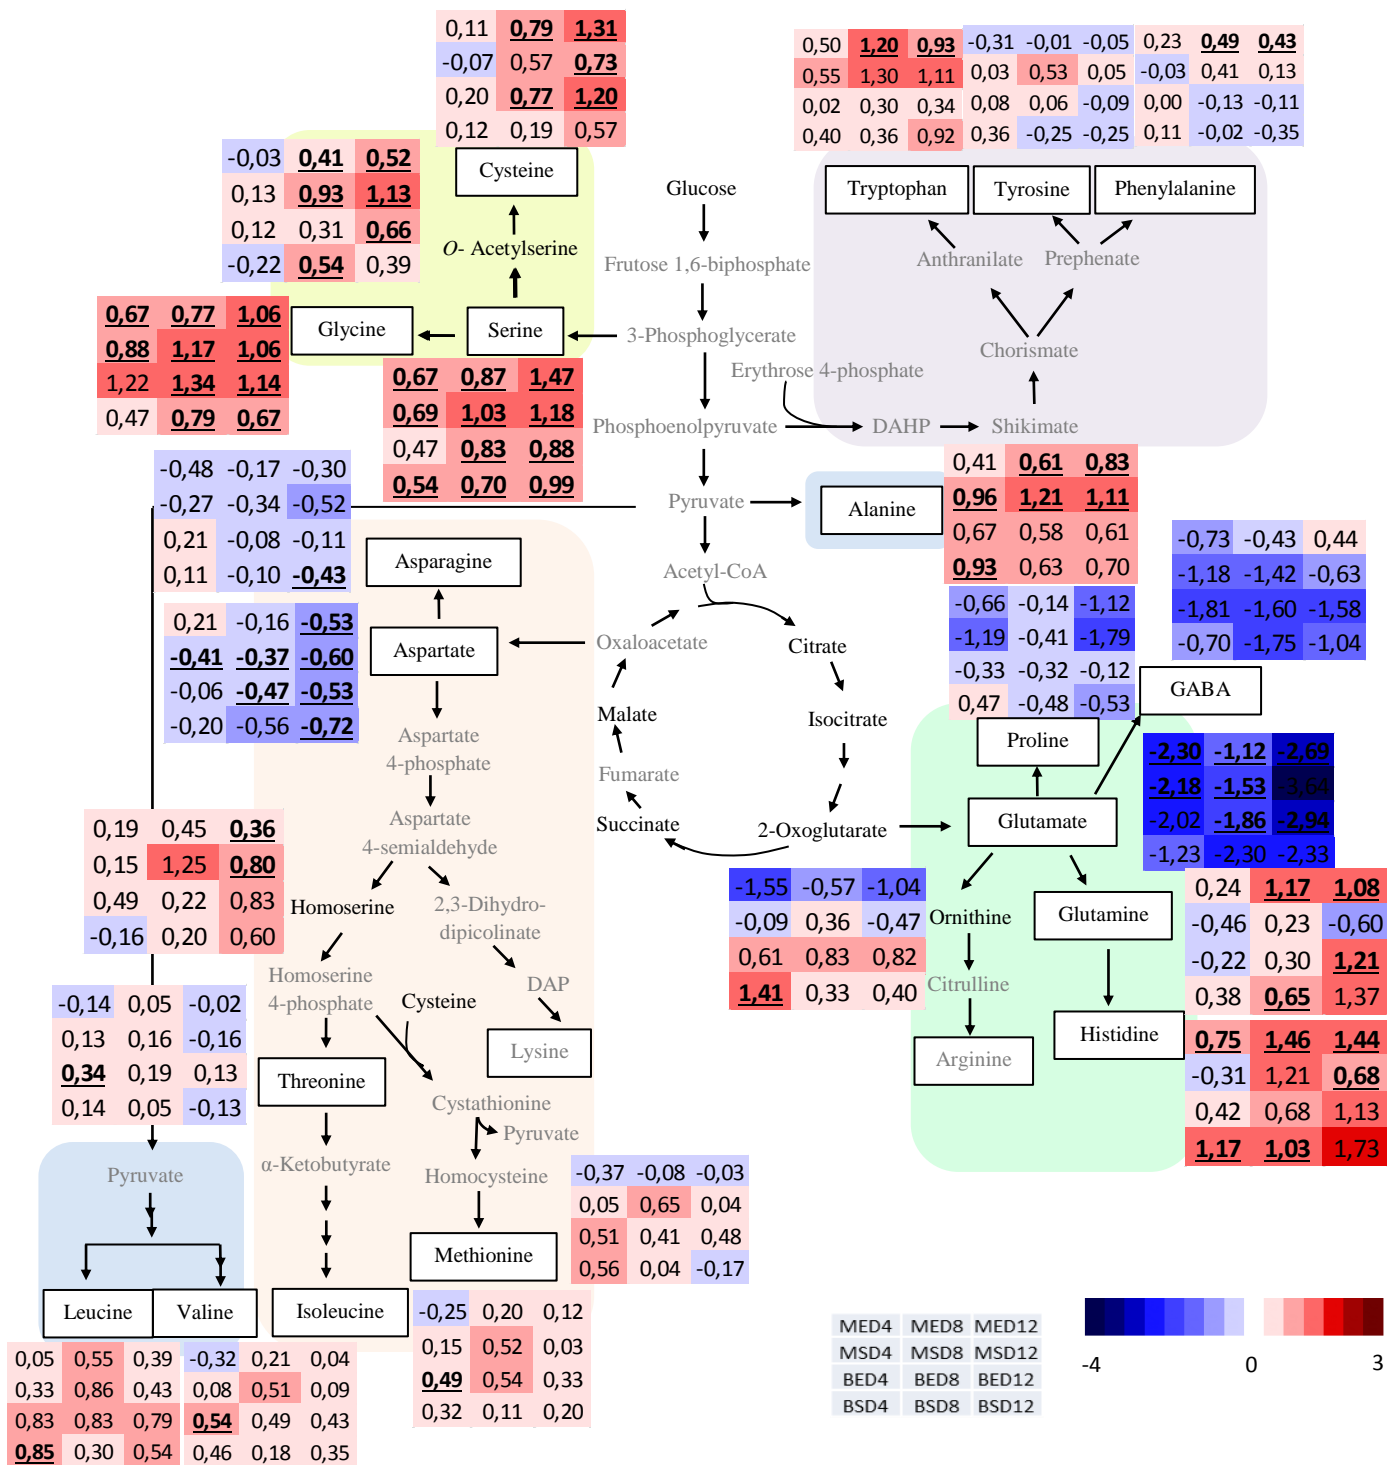 0,11 0,79 1,31
-0,07 0,57 0,73
0,20 0,77 1,20
0,12 0,19 0,57
0,50 1,20 0,93
0,55 1,30 1,11
0,02 0,30 0,34
0,40 0,36 0,92
-0,31 -0,01 -0,05
0,03 0,53 0,05
0,08 0,06 -0,09
0,36 -0,25 -0,25
0,23 0,49 0,43
-0,03 0,41 0,13
0,00 -0,13 -0,11
0,11 -0,02 -0,35
-0,03 0,41 0,52
0,13 0,93 1,13
0,12 0,31 0,66
-0,22 0,54 0,39
Cysteine
Glucose
Tryptophan
Tyrosine
Phenylalanine
O- Acetylserine
Frutose 1,6-biphosphate
Anthranilate
Prephenate
0,67 0,77 1,06
0,88 1,17 1,06
1,22 1,34 1,14
0,47 0,79 0,67
Glycine
Serine
3-Phosphoglycerate
Chorismate
Erythrose 4-phosphate
0,67 0,87 1,47
0,69 1,03 1,18
0,47 0,83 0,88
0,54 0,70 0,99
Phosphoenolpyruvate
DAHP
Shikimate
-0,48 -0,17 -0,30
-0,27 -0,34 -0,52
0,21 -0,08 -0,11
0,11 -0,10 -0,43
0,41 0,61 0,83
0,96 1,21 1,11
0,67 0,58 0,61
0,93 0,63 0,70
Pyruvate
Alanine
Asparagine
Acetyl-CoA
-0,73 -0,43 0,44
-1,18 -1,42 -0,63
-1,81 -1,60 -1,58
-0,70 -1,75 -1,04
-0,66 -0,14 -1,12
-1,19 -0,41 -1,79
-0,33 -0,32 -0,12
0,47 -0,48 -0,53
0,21 -0,16 -0,53
-0,41 -0,37 -0,60
-0,06 -0,47 -0,53
-0,20 -0,56 -0,72
Aspartate
Oxaloacetate
Citrate
GABA
Malate
Isocitrate
Proline
Aspartate
4-phosphate
Fumarate
-2,30 -1,12 -2,69
-2,18 -1,53 -3,64
-2,02 -1,86 -2,94
-1,23 -2,30 -2,33
0,19 0,45 0,36
0,15 1,25 0,80
0,49 0,22 0,83
-0,16 0,20 0,60
Aspartate
4-semialdehyde
Succinate
2-Oxoglutarate
Glutamate
-1,55 -0,57 -1,04
-0,09 0,36 -0,47
0,61 0,83 0,82
1,41 0,33 0,40
0,24 1,17 1,08
-0,46 0,23 -0,60
-0,22 0,30 1,21
0,38 0,65 1,37
Homoserine
2,3-Dihydro-
dipicolinate
Ornithine
Glutamine
Homoserine
4-phosphate
Cysteine
DAP
Citrulline
-0,14 0,05 -0,02
0,13 0,16 -0,16
0,34 0,19 0,13
0,14 0,05 -0,13
Lysine
Arginine
Histidine
0,75 1,46 1,44
-0,31 1,21 0,68
0,42 0,68 1,13
1,17 1,03 1,73
Threonine
Cystathionine
Pyruvate
Pyruvate
α-Ketobutyrate
Homocysteine
-0,37 -0,08 -0,03
0,05 0,65 0,04
0,51 0,41 0,48
0,56 0,04 -0,17
Methionine
Leucine
Valine
Isoleucine
-0,25 0,20 0,12
0,15 0,52 0,03
0,49 0,54 0,33
0,32 0,11 0,20
0,05 0,55 0,39
0,33 0,86 0,43
0,83 0,83 0,79
0,85 0,30 0,54
-0,32 0,21 0,04
0,08 0,51 0,09
0,54 0,49 0,43
0,46 0,18 0,35
MED4 MED8 MED12
MSD4 MSD8 MSD12
BED4 BED8 BED12
BSD4 BSD8 BSD12
-4 0 3